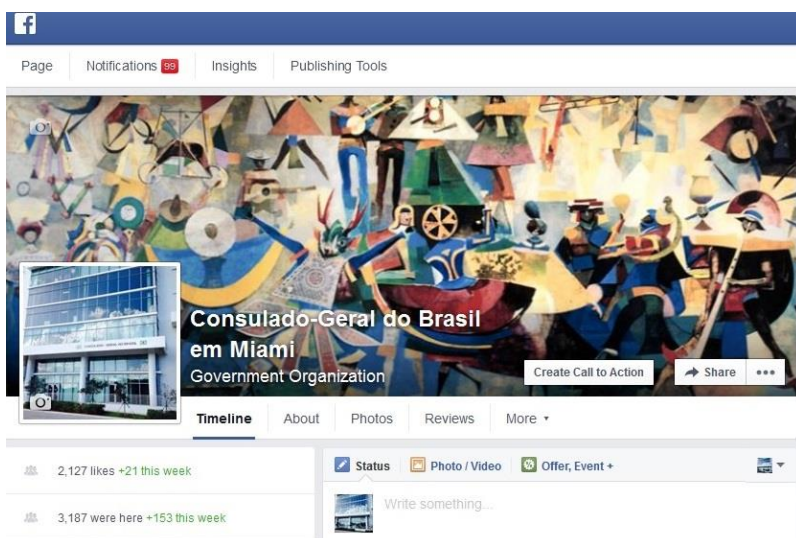 f
Page Notifications 99 Insights Publishing Tools
Consulado-Geral do Brasil
em Miami
Government Organization
Create Call to Action Share •••
Timeline About Photos Reviews More
2,127 likes +21 this week
Status Photo / Video Offer, Event +
Write something...
3,187 were here +153 this week